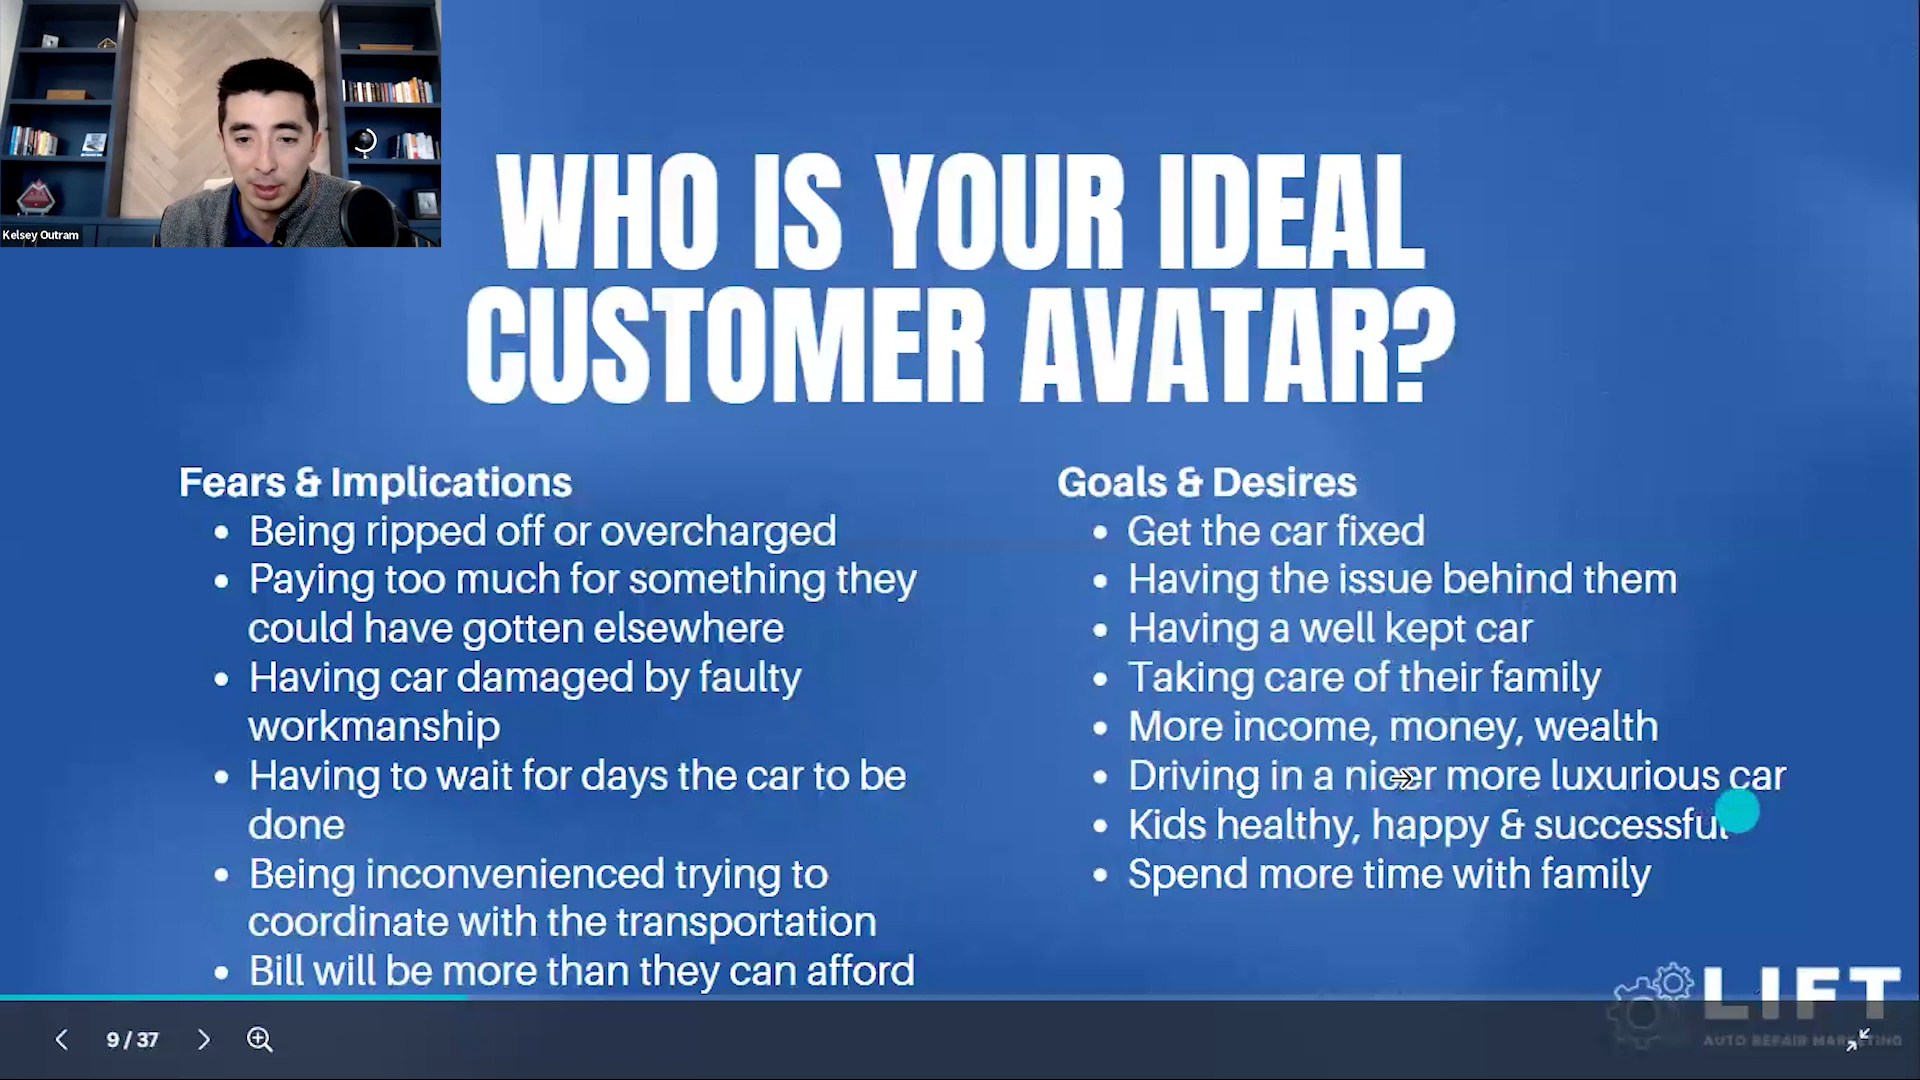 Kelsey Outram
WHO IS YOUR IDEAL
CUSTOMER AVATAR?
Fears & Implications
• Being ripped off or overcharged
• Paying too much for something they
could have gotten elsewhere
• Having car damaged by faulty
workmanship
• Having to wait for days the car to be
done
• Being inconvenienced trying to
coordinate with the transportation
• Bill will be more than they can afford
Goals & Desires
• Get the car fixed
• Having the issue behind them
• Having a well kept car
• Taking care of their family
• More income, money, wealth
• Driving in a nicer more luxurious car
• Kids healthy, happy & successful
• Spend more time with family
LIFT
AUTO REPAIR MARKETING
9 / 37